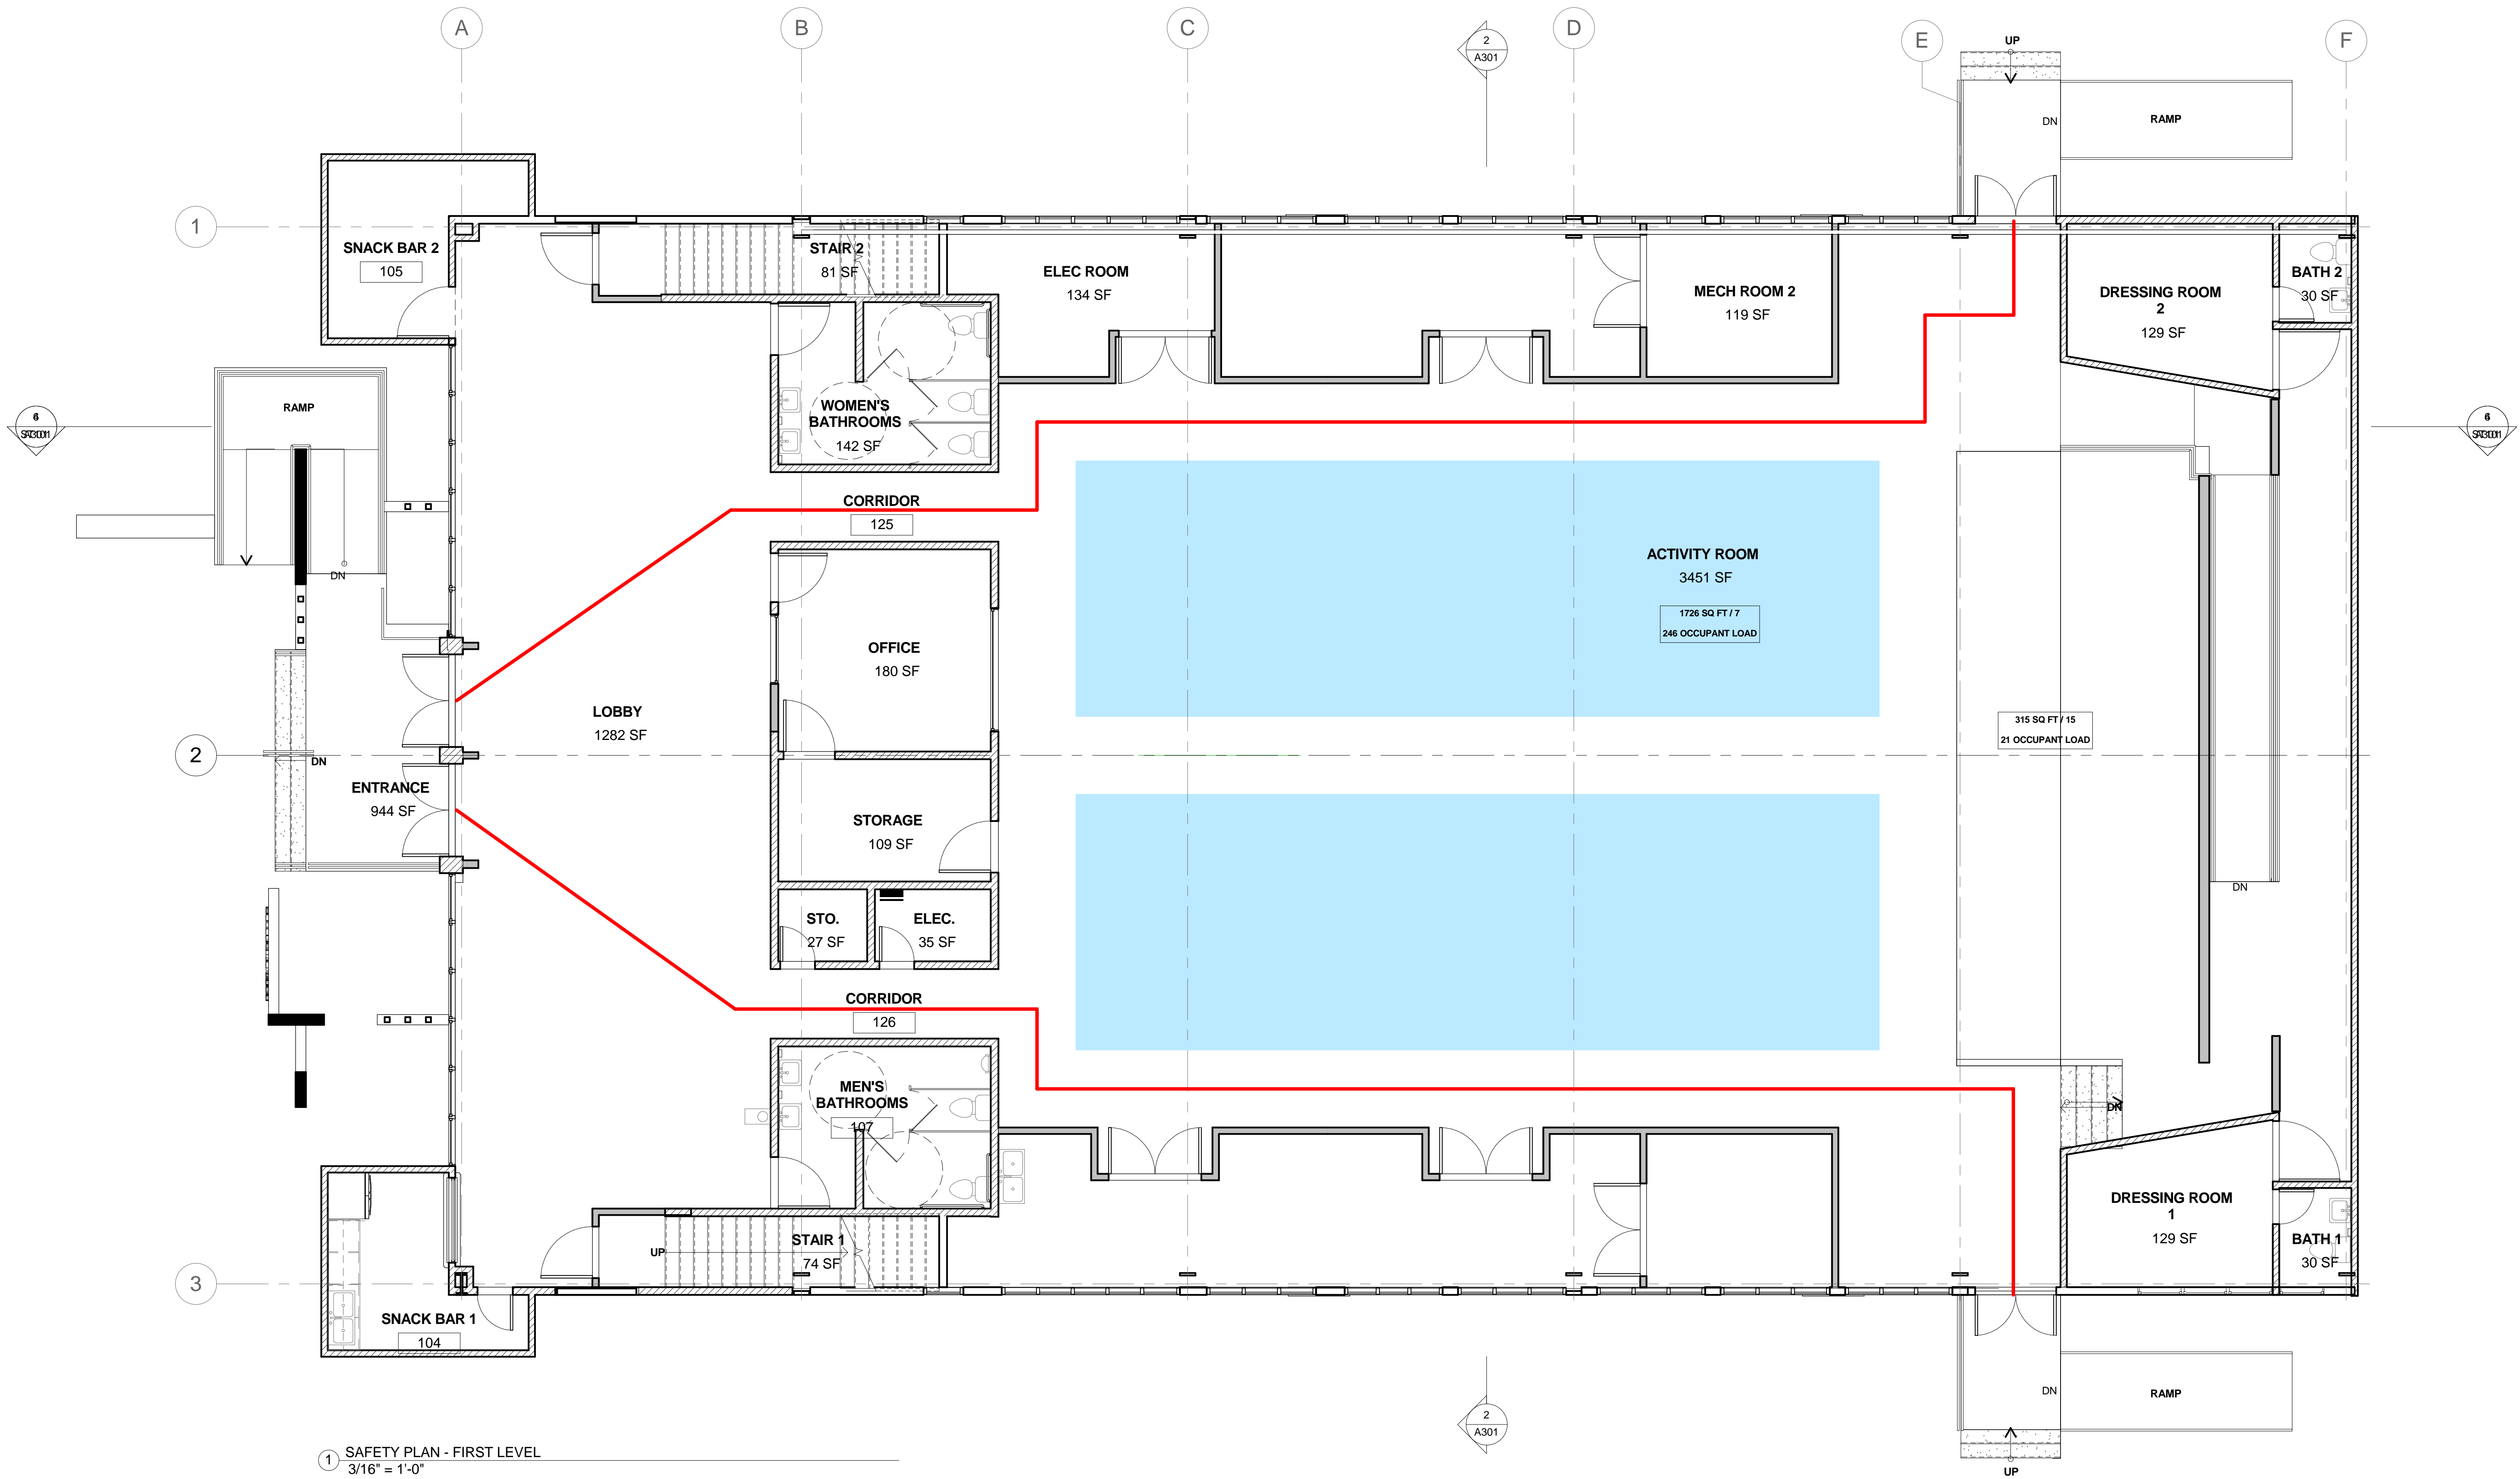 A
B
C
D
E
F
2
A301
UP
DN
RAMP
1
SNACK BAR 2
105
STAIR 2
81 SF
ELEC ROOM
134 SF
MECH ROOM 2
119 SF
DRESSING ROOM
2
129 SF
BATH 2
30 SF
RAMP
WOMEN'S
BATHROOMS
142 SF
6
6
CORRIDOR
125
DN
ACTIVITY ROOM
3451 SF
1726 SQ FT / 7
246 OCCUPANT LOAD
OFFICE
180 SF
LOBBY
1282 SF
315 SQ FT / 15
21 OCCUPANT LOAD
2
DN
ENTRANCE
944 SF
STORAGE
109 SF
DN
STO.
27 SF
ELEC.
35 SF
CORRIDOR
126
MEN'S
BATHROOMS
107
DN
DRESSING ROOM
1
129 SF
STAIR 1
74 SF
UP
BATH 1
30 SF
3
SNACK BAR 1
104
DN
RAMP
2
A301
UP
1
SAFETY PLAN - FIRST LEVEL
3/16" = 1'-0"